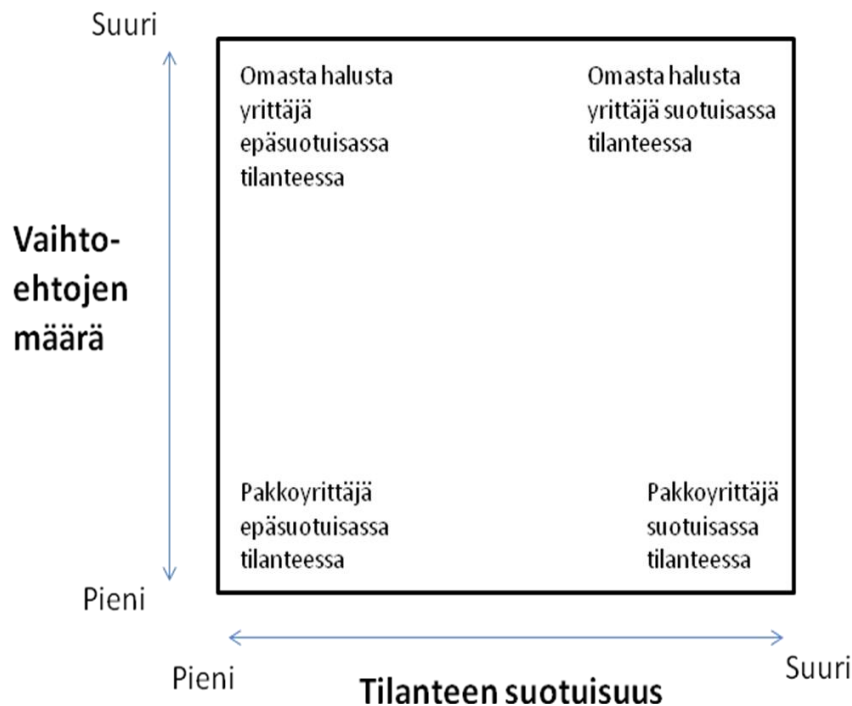 Suuri
Omasta halusta
yrittäjä
epäsuotuisassa
tilanteessa
Omasta halusta
yrittäjä suotuisassa
tilanteessa
Vaihto-
ehtojen
määrä
Pakkoyrittäjä
epäsuotuisassa
tilanteessa
Pakkoyrittäjä
suotuisassa
tilanteessa
Pieni
Pieni
Tilanteen suotuisuus
Suuri